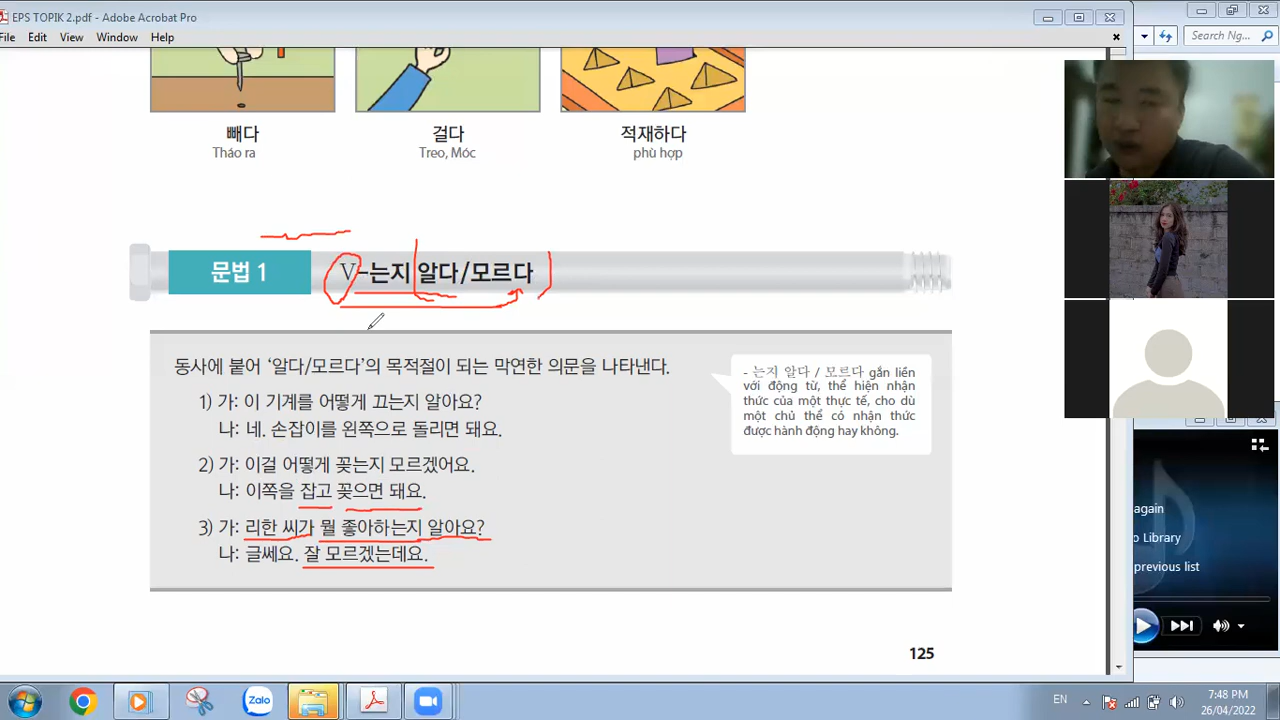 EPS TOPIK 2.pdf - Adobe Acrobat Pro
File Edit View Window Help
Search Ng...
빼다 걸다 적재하다
Tháo ra Treo, Móc phù hợp
문법 1 V-는지 알다/모르다
동사에 붙어 ‘알다/모르다’의 목적절이 되는 막연한 의문을 나타낸다.
1) 가: 이 기계를 어떻게 끄는지 알아요?
나: 네. 손잡이를 왼쪽으로 돌리면 돼요.
2) 가: 이걸 어떻게 꽂는지 모르겠어요.
나: 이쪽을 잡고 꽂으면 돼요.
3) 가: 리한 씨가 뭘 좋아하는지 알아요?
나: 글쎄요. 잘 모르겠는데요.
- 는지 알다 / 모르다 gắn liền
với động từ, thể hiện nhận
thức của một thực tế, cho dù
một chủ thể có nhận thức
được hành động hay không.
again
o Library
previous list
125
Zalo
EN
7:48 PM
26/04/2022